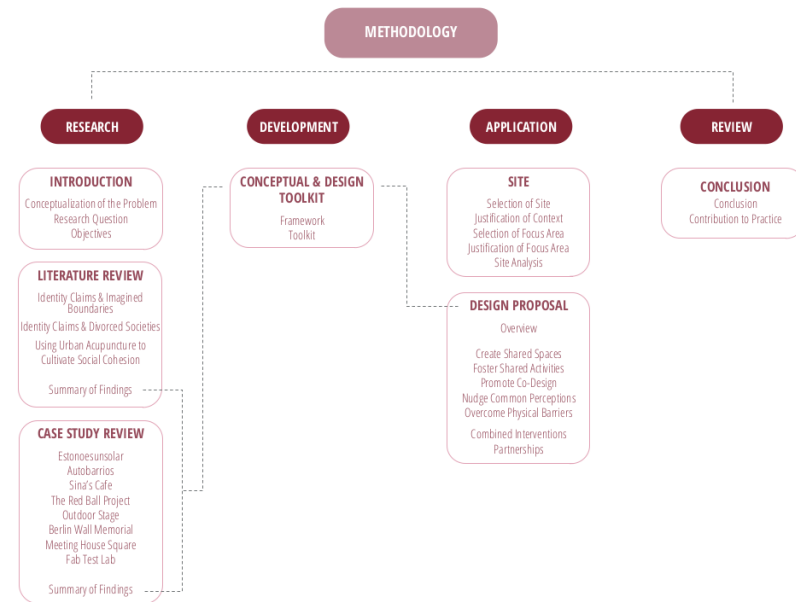 METHODOLOGY
RESEARCH
INTRODUCTION
Conceptualization of the Problem
Research Question
Objectives
LITERATURE REVIEW
Identity Claims & Imagined
Boundaries
Identity Claims & Divorced Societies
Using Urban Acupuncture to
Cultivate Social Cohesion
Summary of Findings
CASE STUDY REVIEW
Estonoesunsolar
Autobarrios
Sina's Cafe
The Red Ball Project
Outdoor Stage
Berlin Wall Memorial
Meeting House Square
Fab Test Lab
Summary of Findings
DEVELOPMENT
CONCEPTUAL & DESIGN
TOOLKIT
Framework
Toolkit
APPLICATION
SITE
Selection of Site
Justification of Context
Selection of Focus Area
Justification of Focus Area
Site Analysis
DESIGN PROPOSAL
Overview
Create Shared Spaces
Foster Shared Activities
Promote Co-Design
Nudge Common Perceptions
Overcome Physical Barriers
Combined Interventions
Partnerships
REVIEW
CONCLUSION
Conclusion
Contribution to Practice